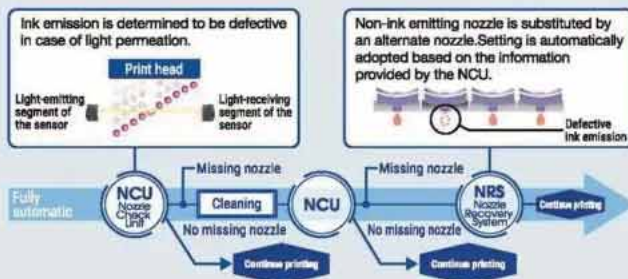 Ink emission is determined to be defective
in case of light permeation.
Print head
Light-emitting
segment of
the sensor
Light-receiving
segment of the
sensor
Non-ink emitting nozzle is substituted by
an alternate nozzle.Setting is automatically
adopted based on the information
provided by the NCU.
Defective
ink emission
Fully
automatic
NCU
Nozzle
Check
Unit
Missing nozzle
Cleaning
No missing nozzle
Continue printing
NCU
Missing nozzle
No missing nozzle
Continue printing
NRS
Nozzle
Recovery
System
Continue printing